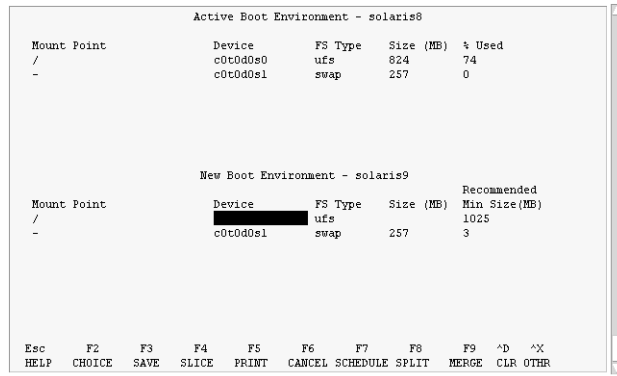 Active Boot Environment - solaris8
Mount Point Device FS Type Size (MB) % Used
/ c0t0d0s0 ufs 824 74
- c0t0d0s1 swap 257 0
New Boot Environment - solaris9
Recommended
Mount Point Device FS Type Size (MB) Min Size(MB)
/ ufs 1025
- c0t0d0s1 swap 257 3
Esc F2 F3 F4 F5 F6 F7 F8 F9 ^D ^X
HELP CHOICE SAVE SLICE PRINT CANCEL SCHEDULE SPLIT MERGE CLR OTHR